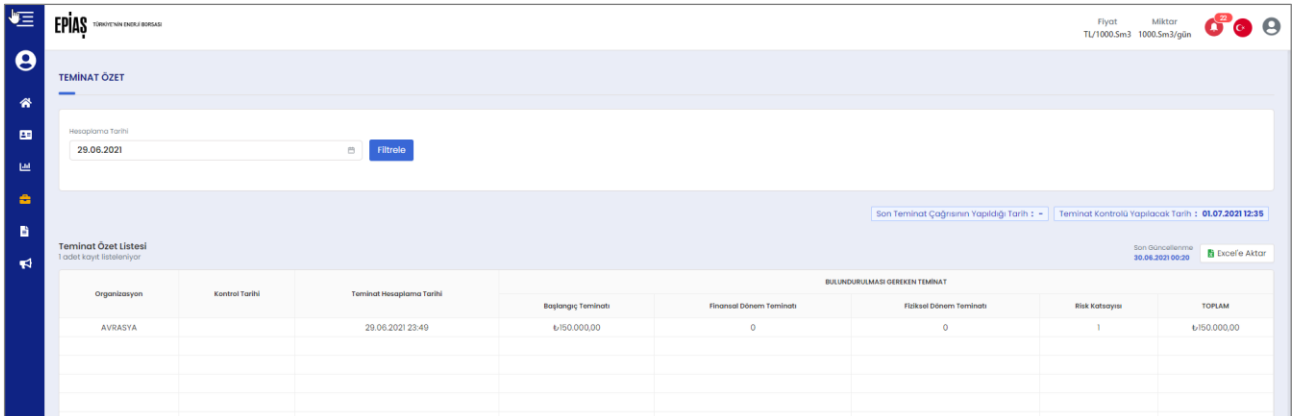 EPİAŞ TÜRKİYE'NİN ENERJİ BORSASI
Fiyat Miktar 22
TL/1000.Sm3 1000.Sm3/gün
TEMİNAT ÖZET
Hesaplama Tarihi
29.06.2021 Filtrele
Son Teminat Çağrısının Yapıldığı Tarih : - Teminat Kontrolü Yapılacak Tarih : 01.07.2021 12:35
Teminat Özet Listesi
1 adet kayıt listeleniyor
Son Güncellenme
30.06.2021 00:20
Excel'e Aktar
BULUNDURULMASI GEREKEN TEMİNAT
Organizasyon Kontrol Tarihi Teminat Hesaplama Tarihi
Başlangıç Teminatı Finansal Dönem Teminatı Fiziksel Dönem Teminatı Risk Katsayısı TOPLAM
AVRASYA 29.06.2021 23:49 ₺150.000,00 0 0 1 ₺150.000,00